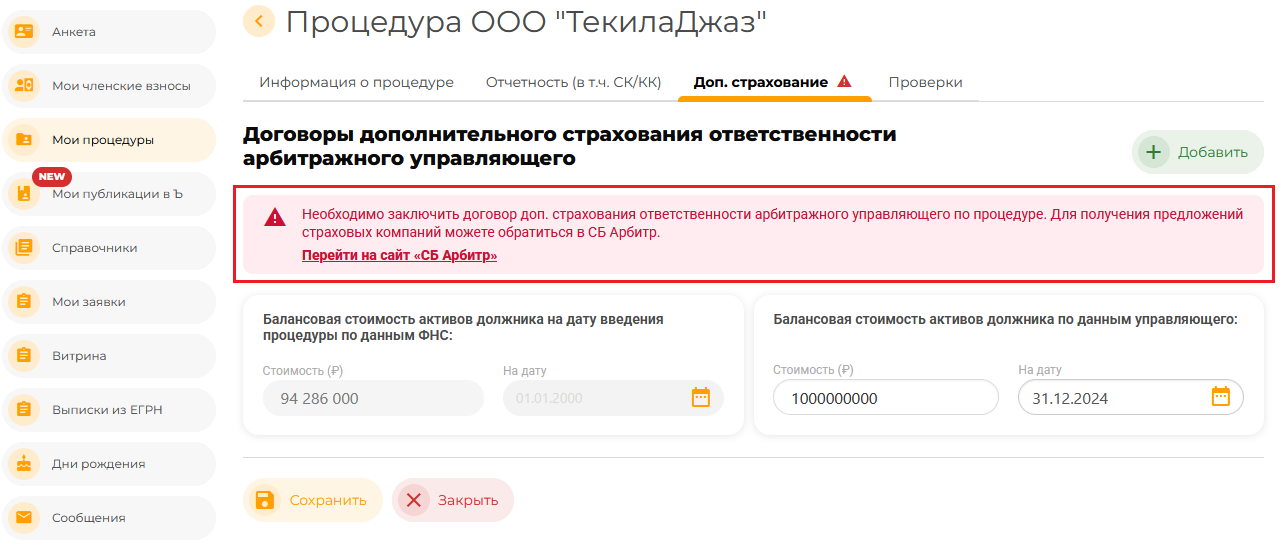 Анкета
Мои членские взносы
Мои процедуры
NEW
Мои публикации в Ъ
Справочники
Мои заявки
Витрина
Выписки из ЕГРН
Дни рождения
Сообщения
Процедура ООО "ТекилаДжаз"
Информация о процедуре
Отчетность (в т.ч. СК/КК)
Доп. страхование
Проверки
Договоры дополнительного страхования ответственности
арбитражного управляющего
Добавить
Необходимо заключить договор доп. страхования ответственности арбитражного управляющего по процедуре. Для получения предложений
страховых компаний можете обратиться в СБ Арбитр.
Перейти на сайт «СБ Арбитр»
Балансовая стоимость активов должника на дату введения
процедуры по данным ФНС:
Стоимость (₽)
На дату
94 286 000
01.01.2000
Балансовая стоимость активов должника по данным управляющего:
Стоимость (₽)
На дату
1000000000
31.12.2024
Сохранить
Закрыть